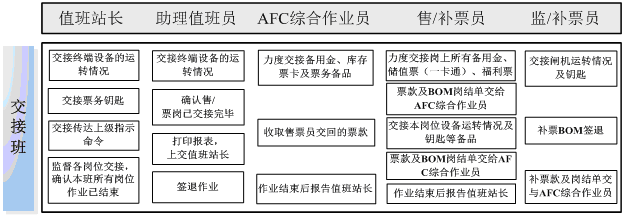 值班站长
助理值班员
AFC综合作业员
售/补票员
监/补票员
交接班
交接终端设备的运
转情况
交接票务钥匙
交接传达上级指示
命令
监督各岗位交接，
确认本班所有岗位
作业已结束
交接终端设备的运
转情况
确认售/
票岗已交接完毕
打印报表，
上交值班站长
签退作业
力度交接备用金、库存
票卡及票务备品
收取售票员交回的票款
作业结束后报告值班站长
力度交接岗上所有备用金、
储值票（一卡通）、福利票
票款及BOM岗结单交给
AFC综合作业员
交接本岗位设备运转情况及
钥匙等备品
票款及BOM岗结单交给AF
C综合作业员
作业结束后报告值班站长
交接闸机运转情况
及钥匙
补票BOM签退
补票款及岗结单交
与AFC综合作业员